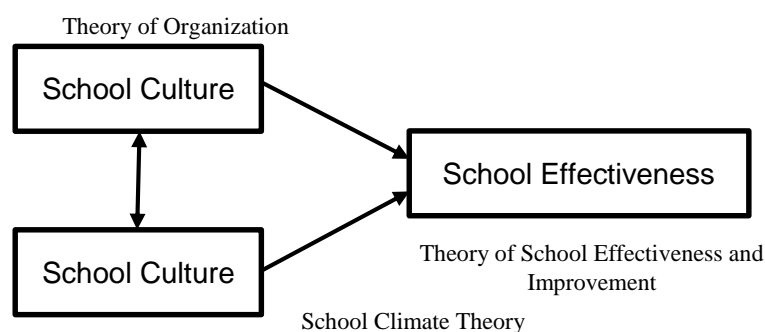 Theory of Organization
School Culture
School Effectiveness
Theory of School Effectiveness and
Improvement
School Culture
School Climate Theory